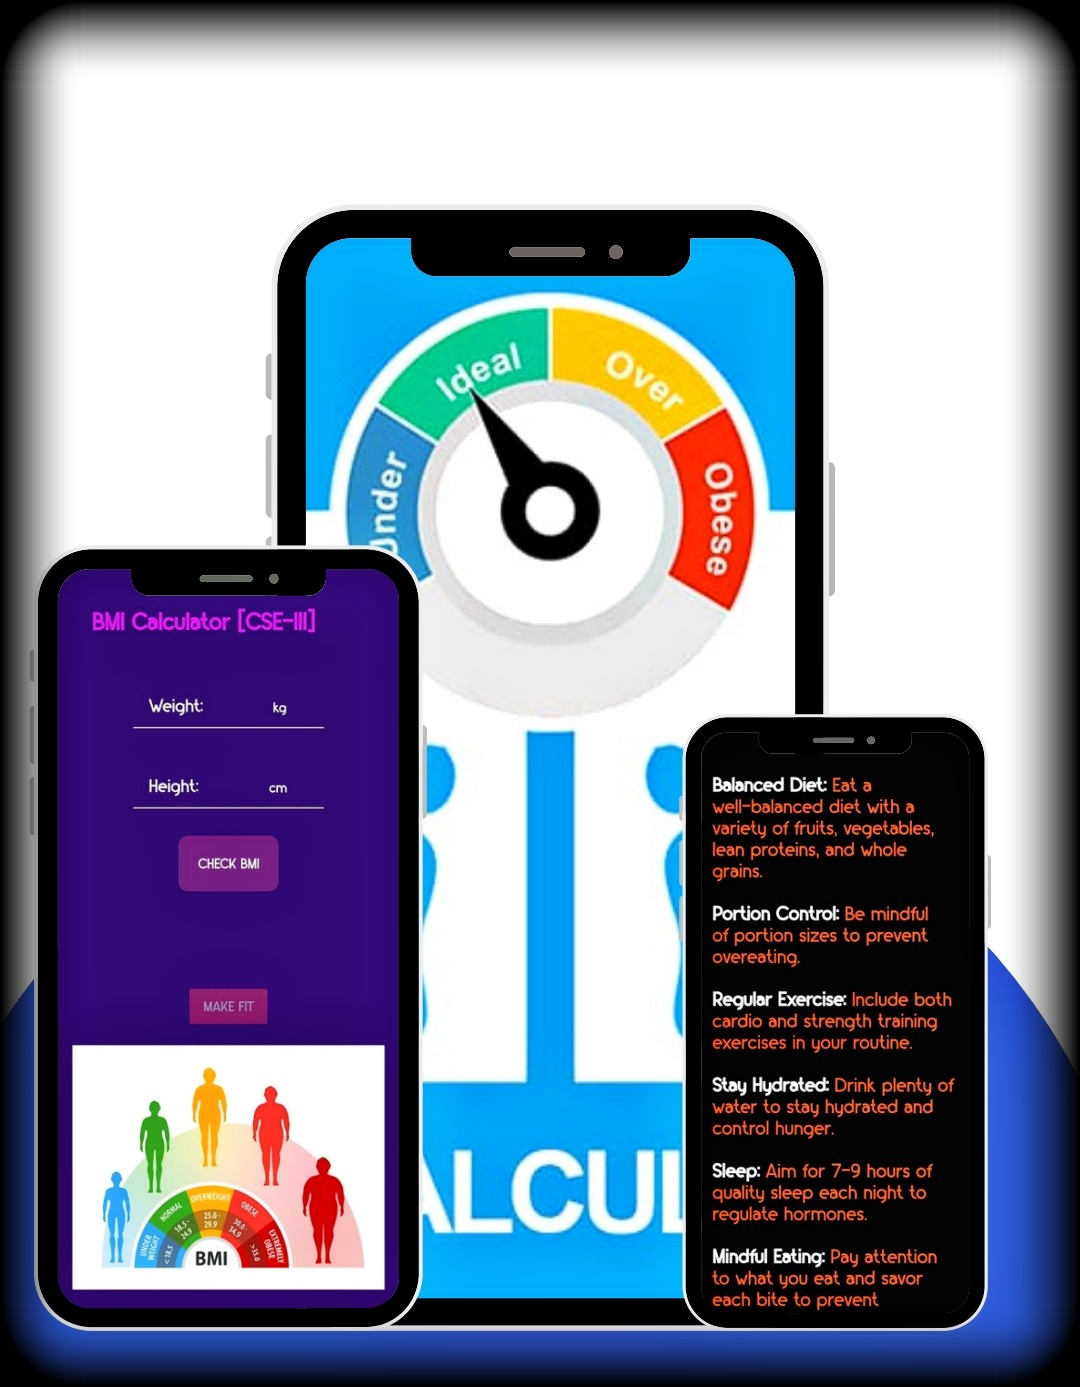 Ideal
Over
Under
Obese
BMI Calculator [CSE-III]
Weight: kg
Height: cm
CHECK BMI
MAKE FIT
UNDER
WEIGHT
< 18.5
NORMAL
18.5-
24.9
OVERWEIGHT
25.0-
29.9
OBESE
30.0-
34.9
EXTREMELY
OBESE
>35.0
BMI
ALCUL
Balanced Diet: Eat a
well-balanced diet with a
variety of fruits, vegetables,
lean proteins, and whole
grains.
Portion Control: Be mindful
of portion sizes to prevent
overeating.
Regular Exercise: Include both
cardio and strength training
exercises in your routine.
Stay Hydrated: Drink plenty of
water to stay hydrated and
control hunger.
Sleep: Aim for 7-9 hours of
quality sleep each night to
regulate hormones.
Mindful Eating: Pay attention
to what you eat and savor
each bite to prevent